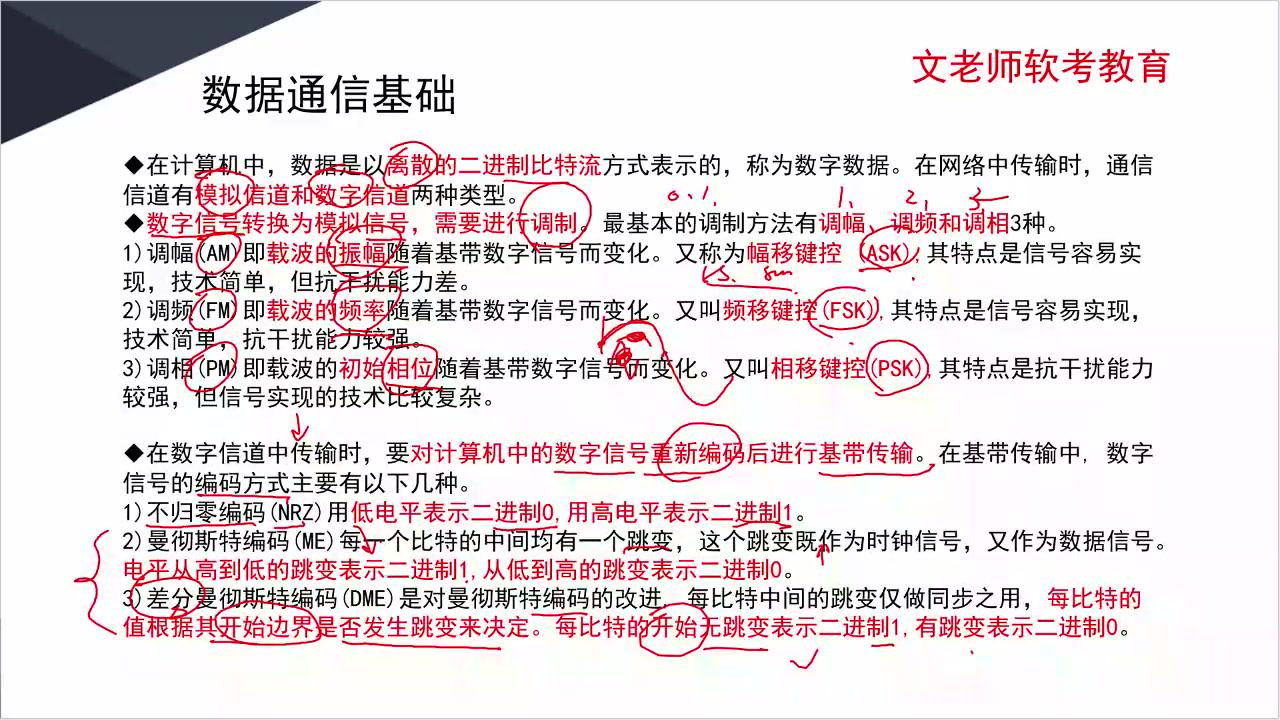 文老师软考教育
数据通信基础
◆在计算机中，数据是以离散的二进制比特流方式表示的，称为数字数据。在网络中传输时，通信
信道有模拟信道和数字信道两种类型。
0.1.
1、 2, 3
◆数字信号转换为模拟信号，需要进行调制。最基本的调制方法有调幅、调频和调相3种。
1)调幅(AM)即载波的振幅随着基带数字信号而变化。又称为幅移键控 (ASK),其特点是信号容易实
现，技术简单，但抗干扰能力差。
2)调频(FM)即载波的频率随着基带数字信号而变化。又叫频移键控(FSK),其特点是信号容易实现，
技术简单，抗干扰能力较强。
3)调相(PM)即载波的初始相位随着基带数字信号而变化。又叫相移键控(PSK),其特点是抗干扰能力
较强，但信号实现的技术比较复杂。
◆在数字信道中传输时，要对计算机中的数字信号重新编码后进行基带传输。在基带传输中，数字
信号的编码方式主要有以下几种。
1)不归零编码(NRZ)用低电平表示二进制0,用高电平表示二进制1。
2)曼彻斯特编码(ME)每一个比特的中间均有一个跳变，这个跳变既作为时钟信号，又作为数据信号。
电平从高到低的跳变表示二进制1,从低到高的跳变表示二进制0。
3)差分曼彻斯特编码(DME)是对曼彻斯特编码的改进，每比特中间的跳变仅做同步之用，每比特的
值根据其开始边界是否发生跳变来决定。每比特的开始无跳变表示二进制1,有跳变表示二进制0。